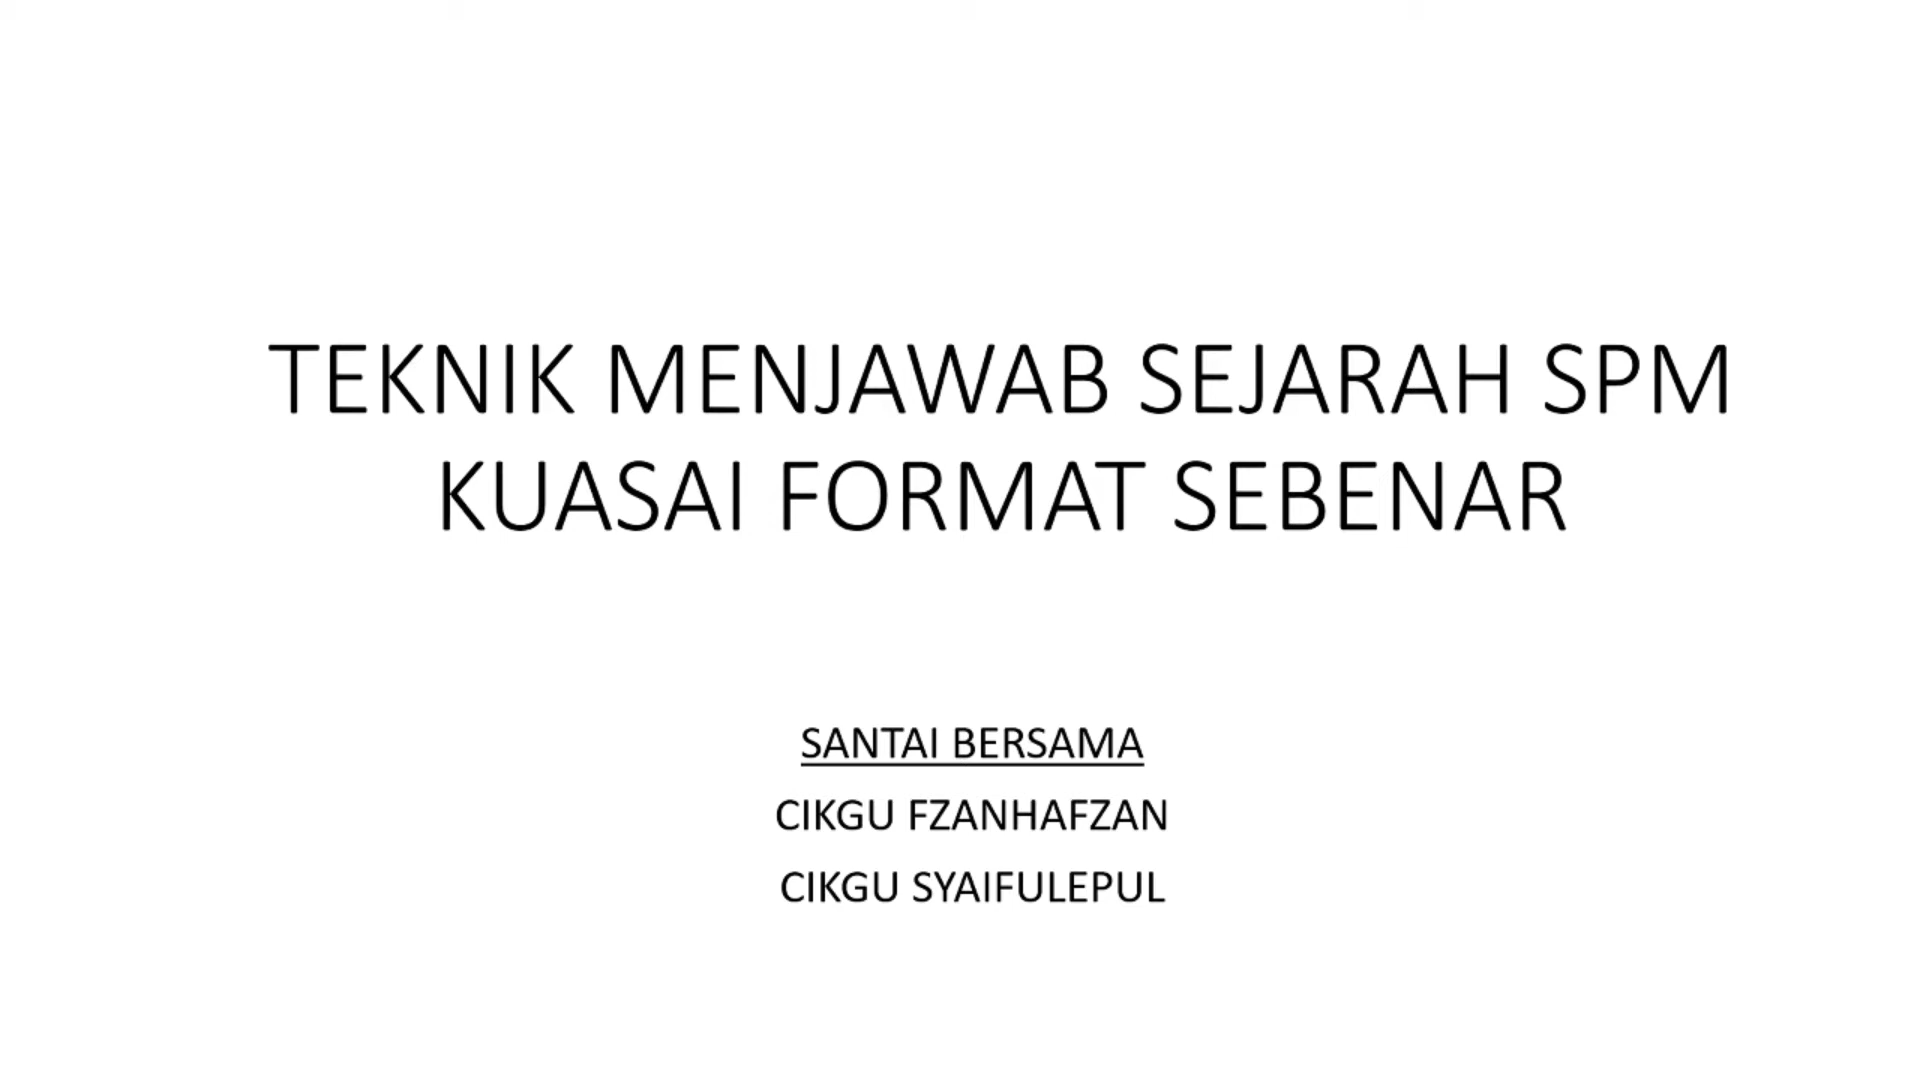 TEKNIK MENJAWAB SEJARAH SPM
KUASAI FORMAT SEBENAR
SANTAI BERSAMA
CIKGU FZANHAFZAN
CIKGU SYAIFULEPUL